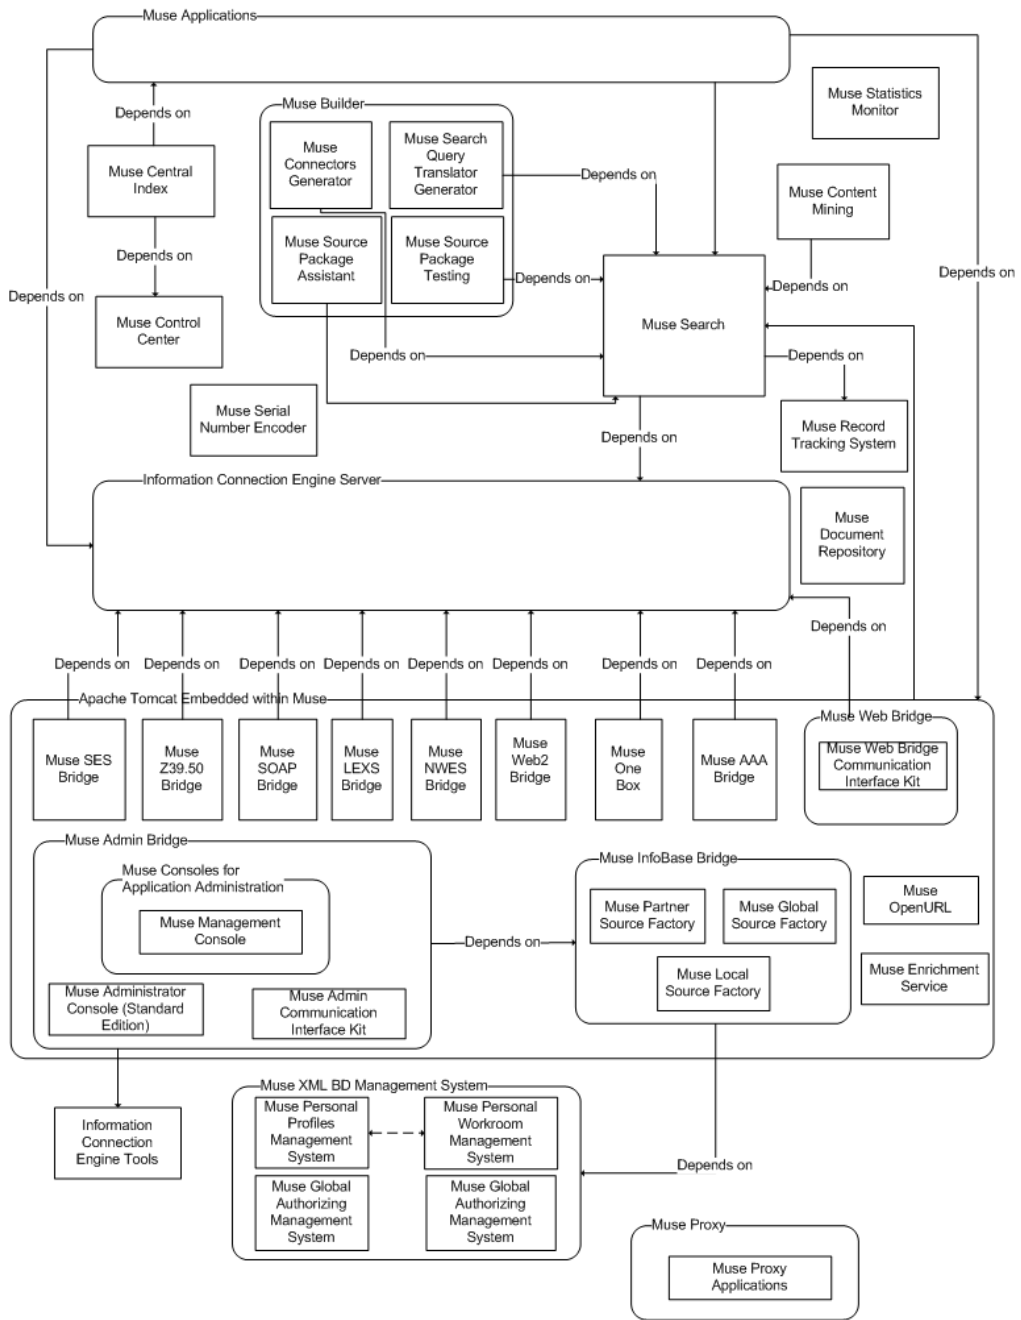 Muse Applications
Muse Statistics
Monitor
Depends on
Muse Builder
Muse
Connectors
Generator
Muse Search
Query
Translator
Generator
Depends on
Muse Central
Index
Muse Content
Mining
Muse Source
Package
Assistant
Muse Source
Package
Testing
Depends on
Depends on
Depends on
Depends on
Depends on
Muse Control
Center
Muse Search
Depends on
Depends on
Muse Serial
Number Encoder
Muse Record
Tracking System
Depends on
Information Connection Engine Server
Muse
Document
Repository
Depends on
Depends on
Depends on
Depends on
Depends on
Depends on
Depends on
Depends on
Depends on
Apache Tomcat Embedded within Muse
Muse SES
Bridge
Muse
Z39.50
Bridge
Muse
SOAP
Bridge
Muse
LEXS
Bridge
Muse
NWES
Bridge
Muse
Web2
Bridge
Muse
One
Box
Muse AAA
Bridge
Muse Web Bridge
Muse Web Bridge
Communication
Interface Kit
Muse Admin Bridge
Muse Consoles for
Application Administration
Muse Management
Console
Muse Administrator
Console (Standard
Edition)
Muse Admin
Communication
Interface Kit
Depends on
Muse InfoBase Bridge
Muse Partner
Source Factory
Muse Global
Source Factory
Muse Local
Source Factory
Muse
OpenURL
Muse Enrichment
Service
Information
Connection
Engine Tools
Muse XML BD Management System
Muse Personal
Profiles
Management
System
Muse Personal
Workroom
Management
System
Muse Global
Authorizing
Management
System
Muse Global
Authorizing
Management
System
Depends on
Muse Proxy
Muse Proxy
Applications